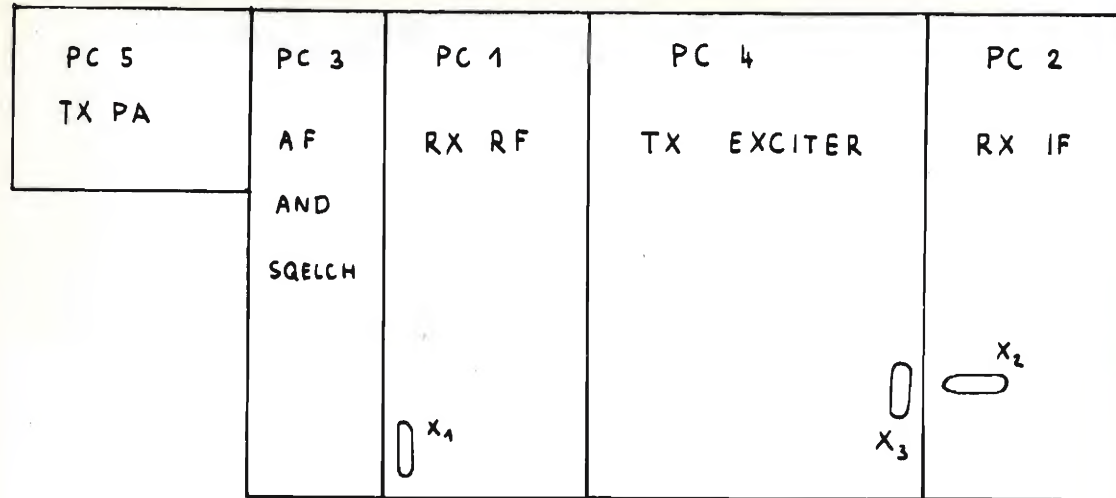 PC 5
TX PA
PC 3
AF
AND
SQELCH
PC 1
RX RF
X₁
PC 4
TX EXCITER
X₃
PC 2
RX IF
X₂